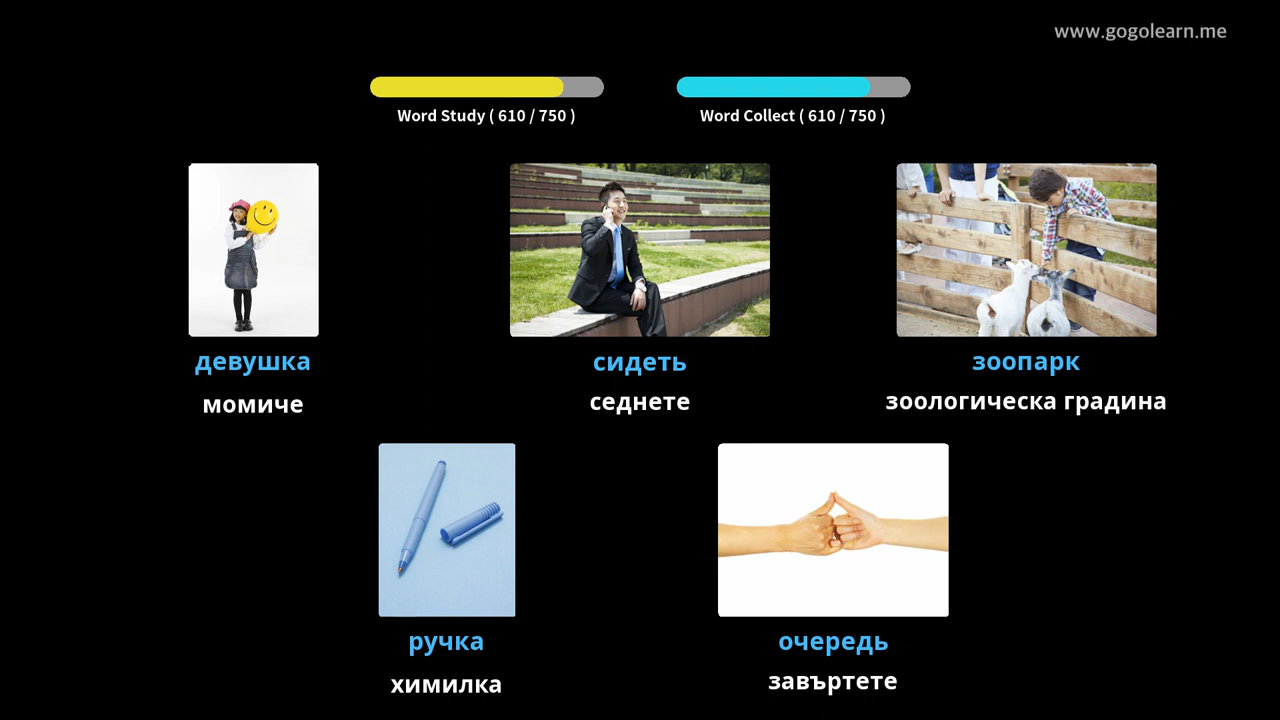 www.gogolearn.me
Word Study ( 610 / 750 )
Word Collect ( 610 / 750 )
девушка
момиче
сидеть
седнете
зоопарк
зоологическа градина
ручка
химилка
очередь
завъртете